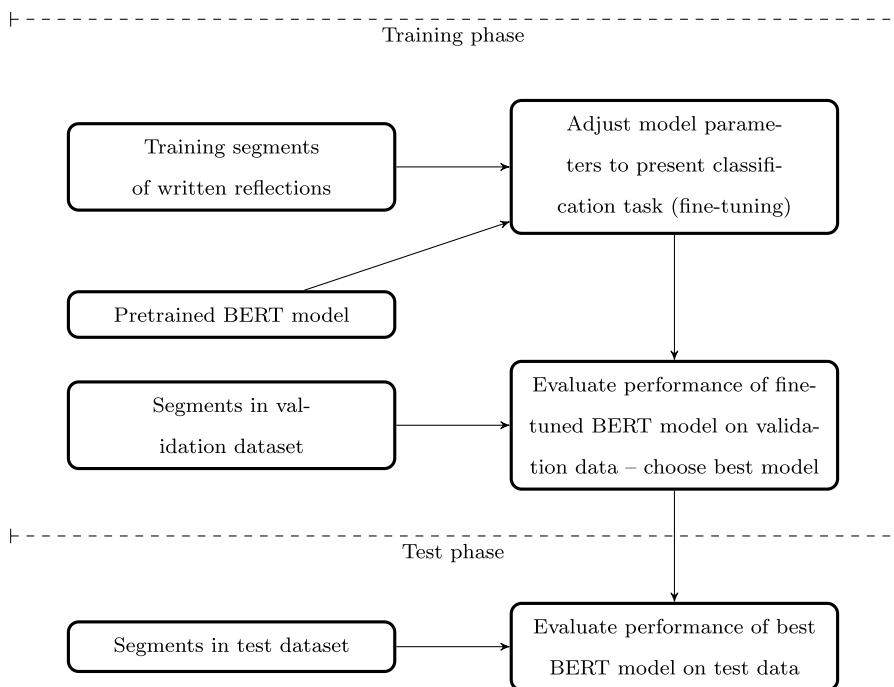 Training phase
Training segments
of written reflections
Adjust model parame-
ters to present classifi-
cation task (fine-tuning)
Pretrained BERT model
Segments in val-
idation dataset
Evaluate performance of fine-
tuned BERT model on valida-
tion data – choose best model
Test phase
Segments in test dataset
Evaluate performance of best
BERT model on test data